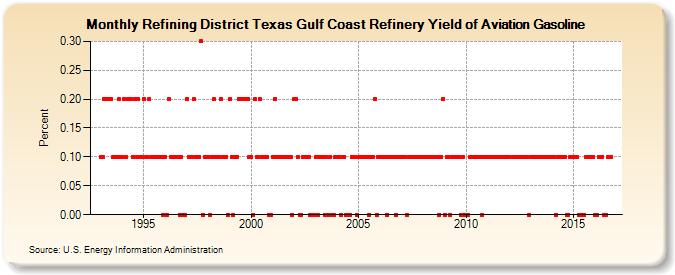 Monthly Refining District Texas Gulf Coast Refinery Yield of Aviation Gasoline
Percent
0.30
0.25
0.20
0.15
0.10
0.05
0.00
1995 2000 2005 2010 2015
Source: U.S. Energy Information Administration